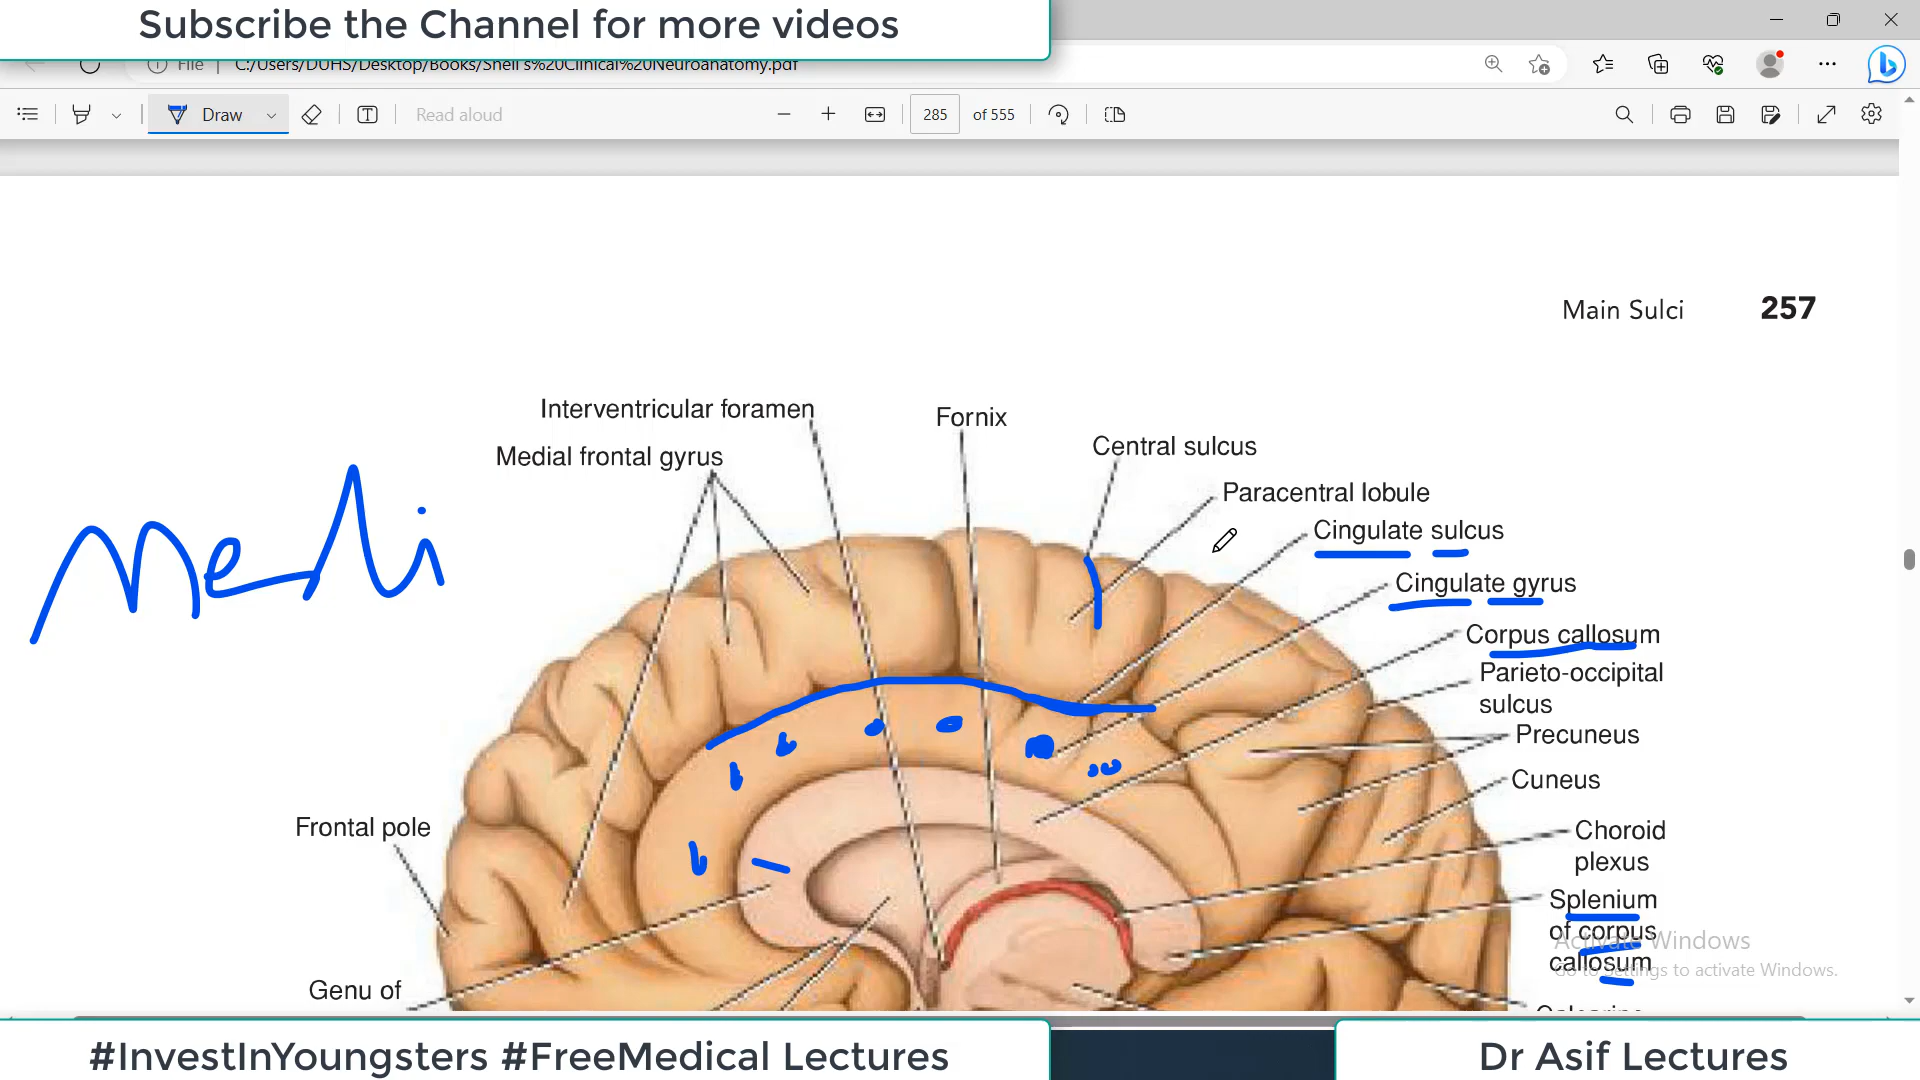 Subscribe the Channel for more videos
File | C:/Users/DUHS/Desktop/Books/Snell's%20Clinical%20Neuroanatomy.pdf
Draw
Read aloud
285 of 555
Main Sulci 257
Interventricular foramen
Fornix
Medial frontal gyrus
Central sulcus
Paracentral lobule
Cingulate sulcus
Cingulate gyrus
Corpus callosum
Parieto-occipital
sulcus
Precuneus
Cuneus
Choroid
plexus
Splenium
of corpus
callosum
Frontal pole
Genu of
Medi
Activate Windows
Go to Settings to activate Windows.
#InvestInYoungsters #FreeMedical Lectures
Dr Asif Lectures